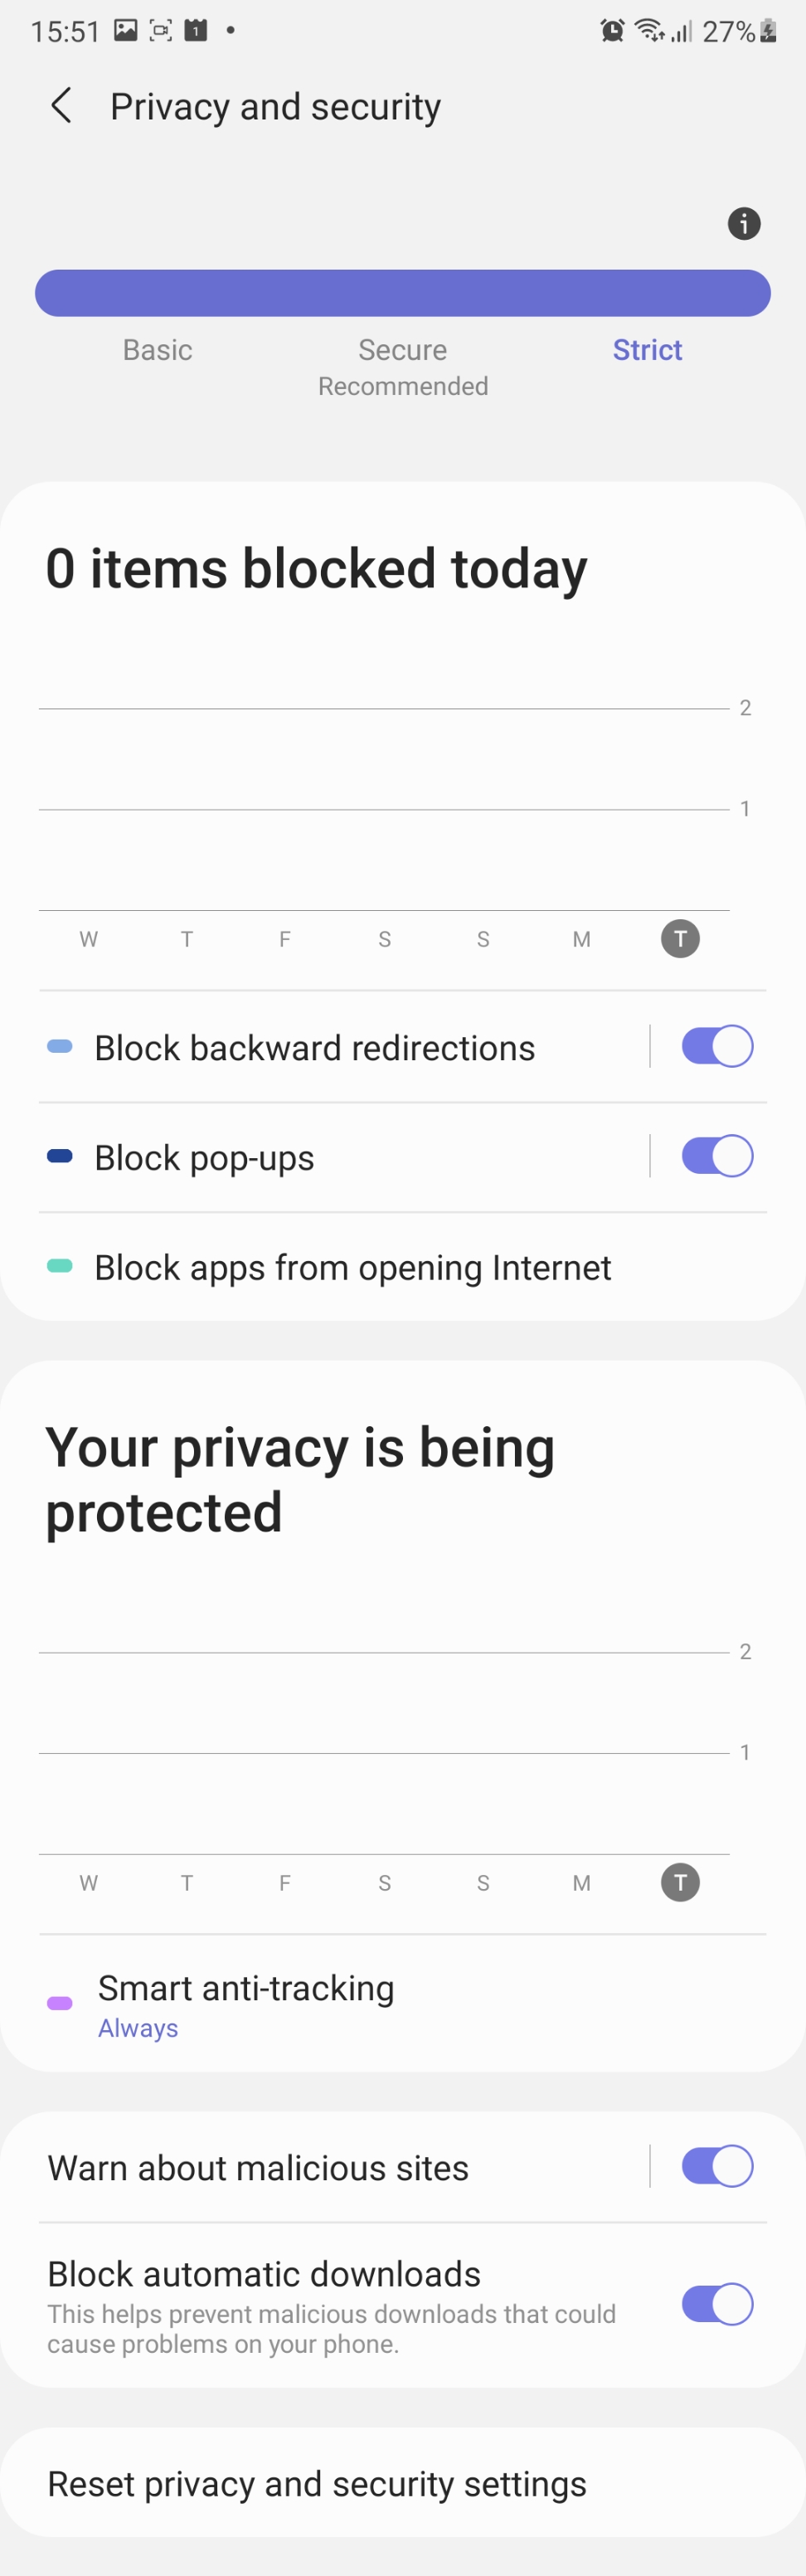 15:51 1 27%
Privacy and security
Basic Secure Strict
Recommended
0 items blocked today
2
1
W T F S S M T
Block backward redirections
Block pop-ups
Block apps from opening Internet
Your privacy is being
protected
2
1
W T F S S M T
Smart anti-tracking
Always
Warn about malicious sites
Block automatic downloads
This helps prevent malicious downloads that could
cause problems on your phone.
Reset privacy and security settings